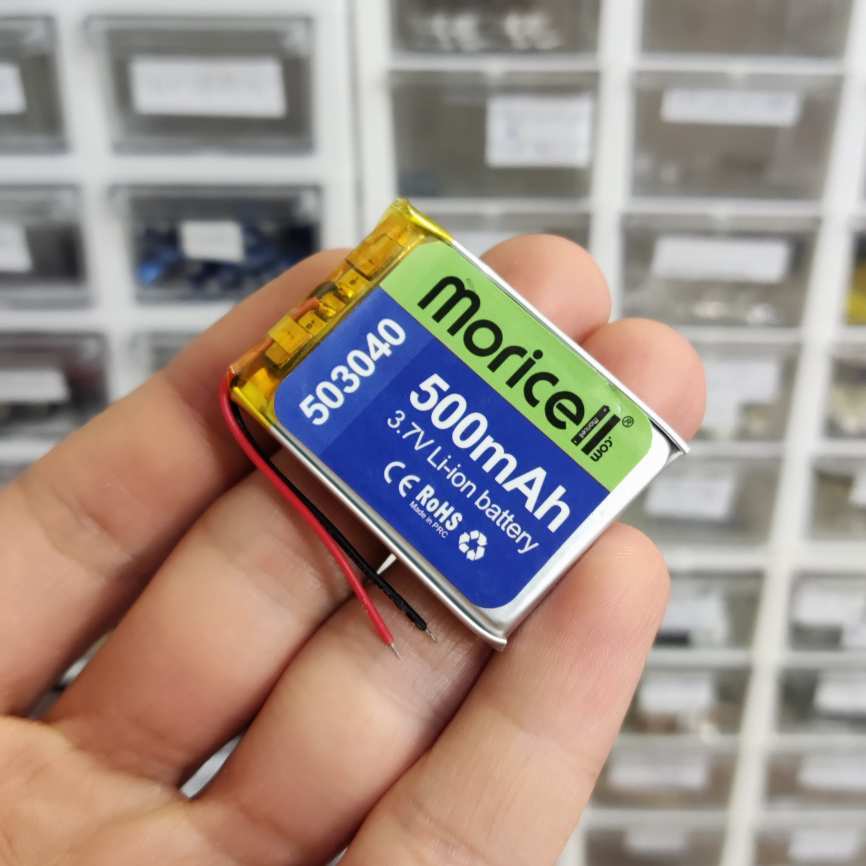 moricell®
.com
503040
500mAh
3.7V Li-ion battery
CE RoHS
Made in PRC